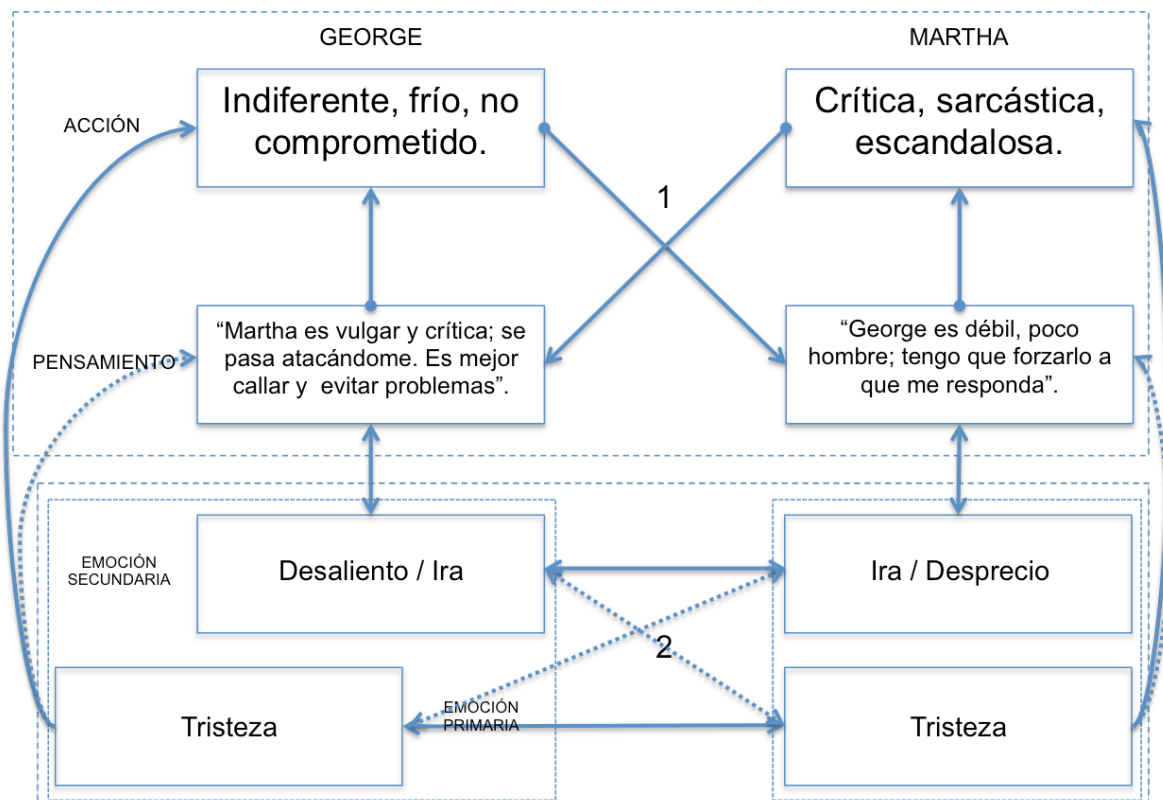 GEORGE
MARTHA
ACCIÓN
Indiferente, frío, no
comprometido.
Crítica, sarcástica,
escandalosa.
1
PENSAMIENTO
“Martha es vulgar y crítica; se
pasa atacándome. Es mejor
callar y evitar problemas”.
“George es débil, poco
hombre; tengo que forzarlo a
que me responda”.
EMOCIÓN
SECUNDARIA
Desaliento / Ira
Ira / Desprecio
2
Tristeza
EMOCIÓN
PRIMARIA
Tristeza